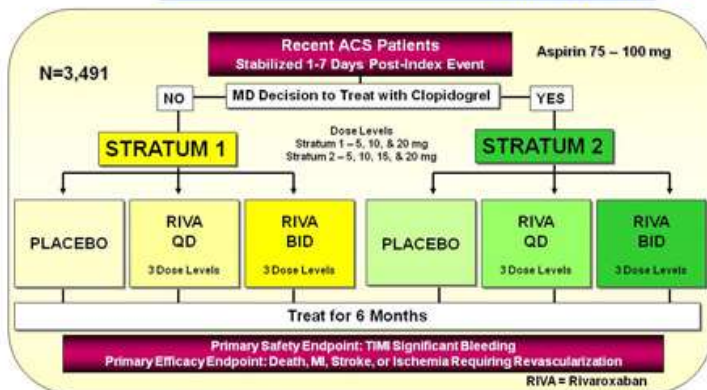 Recent ACS Patients
Stabilized 1-7 Days Post-Index Event
Aspirin 75 – 100 mg
N=3,491
MD Decision to Treat with Clopidogrel
NO
YES
Dose Levels
Stratum 1 – 5, 10, & 20 mg
Stratum 2 – 5, 10, 15, & 20 mg
STRATUM 1
STRATUM 2
PLACEBO
RIVA
QD
3 Dose Levels
RIVA
BID
3 Dose Levels
PLACEBO
RIVA
QD
3 Dose Levels
RIVA
BID
3 Dose Levels
Treat for 6 Months
Primary Safety Endpoint: TIMI Significant Bleeding
Primary Efficacy Endpoint: Death, MI, Stroke, or Ischemia Requiring Revascularization
RIVA = Rivaroxaban